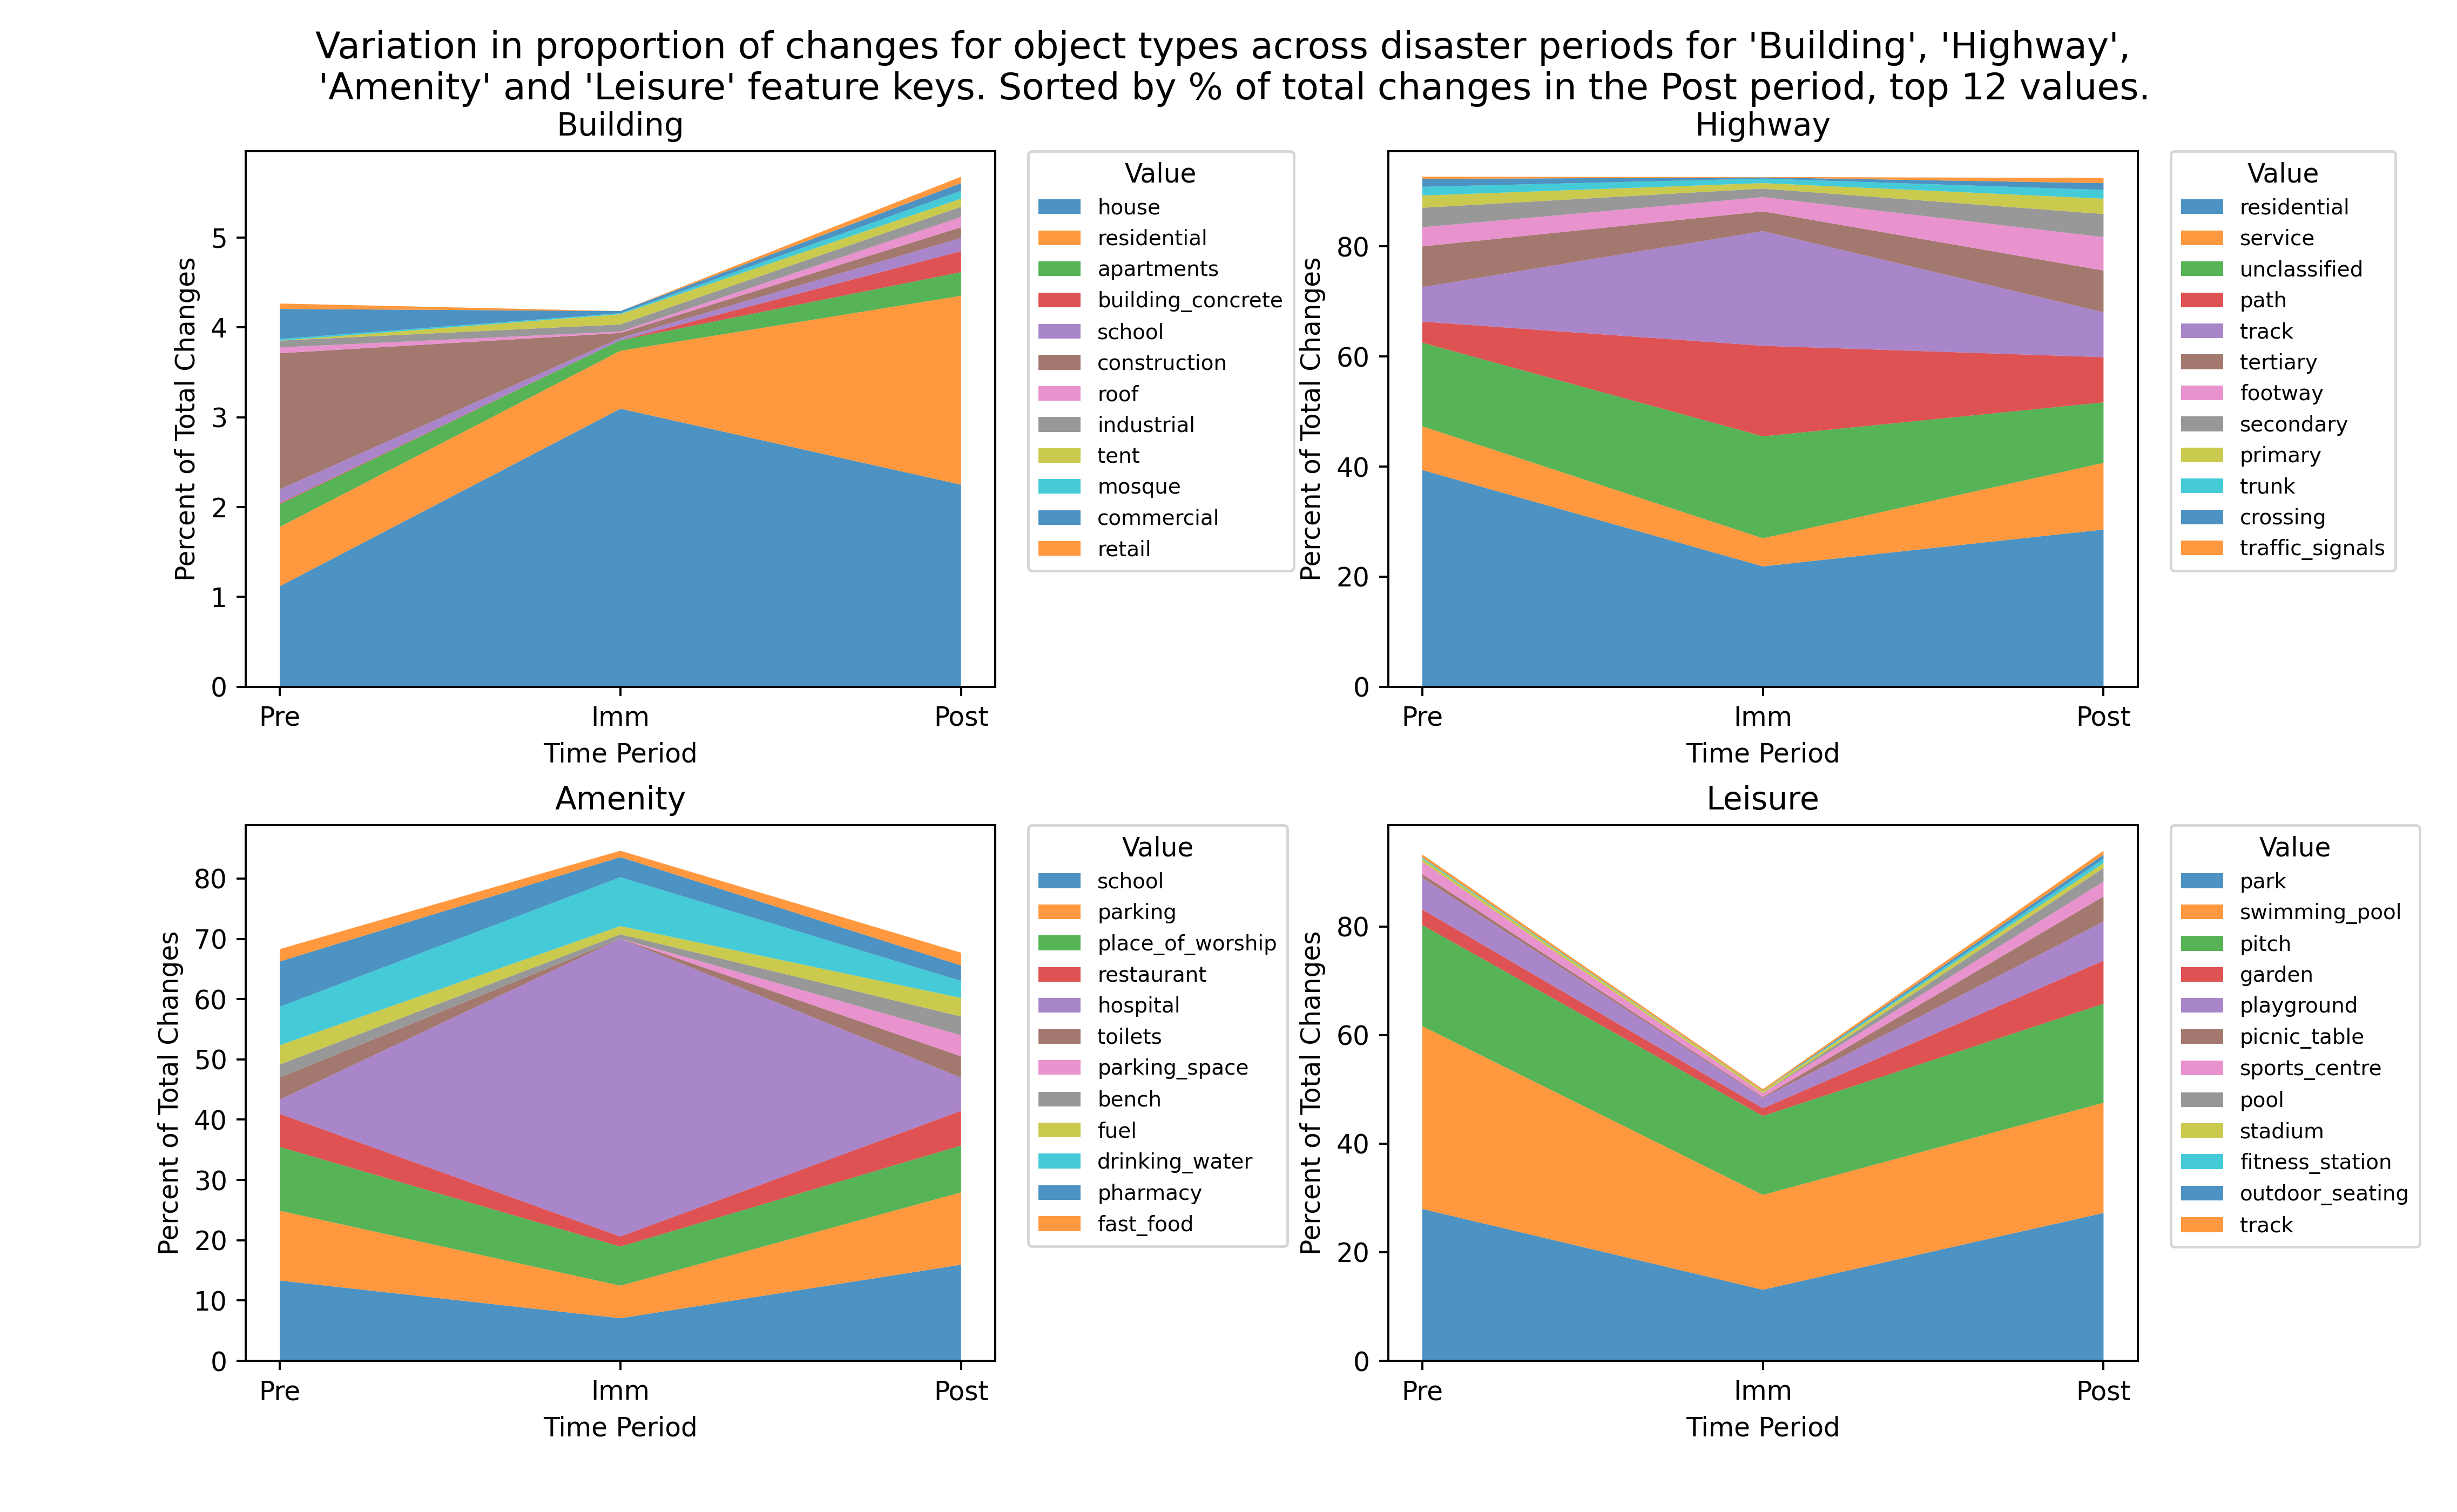 Variation in proportion of changes for object types across disaster periods for 'Building', 'Highway',
'Amenity' and 'Leisure' feature keys. Sorted by % of total changes in the Post period, top 12 values.
Building
Percent of Total Changes
5
4
3
2
1
0
Pre
Imm
Post
Time Period
Value
house
residential
apartments
building_concrete
school
construction
roof
industrial
tent
mosque
commercial
retail
Highway
Percent of Total Changes
80
60
40
20
0
Pre
Imm
Post
Time Period
Value
residential
service
unclassified
path
track
tertiary
footway
secondary
primary
trunk
crossing
traffic_signals
Amenity
Percent of Total Changes
80
70
60
50
40
30
20
10
0
Pre
Imm
Post
Time Period
Value
school
parking
place_of_worship
restaurant
hospital
toilets
parking_space
bench
fuel
drinking_water
pharmacy
fast_food
Leisure
Percent of Total Changes
80
60
40
20
0
Pre
Imm
Post
Time Period
Value
park
swimming_pool
pitch
garden
playground
picnic_table
sports_centre
pool
stadium
fitness_station
outdoor_seating
track